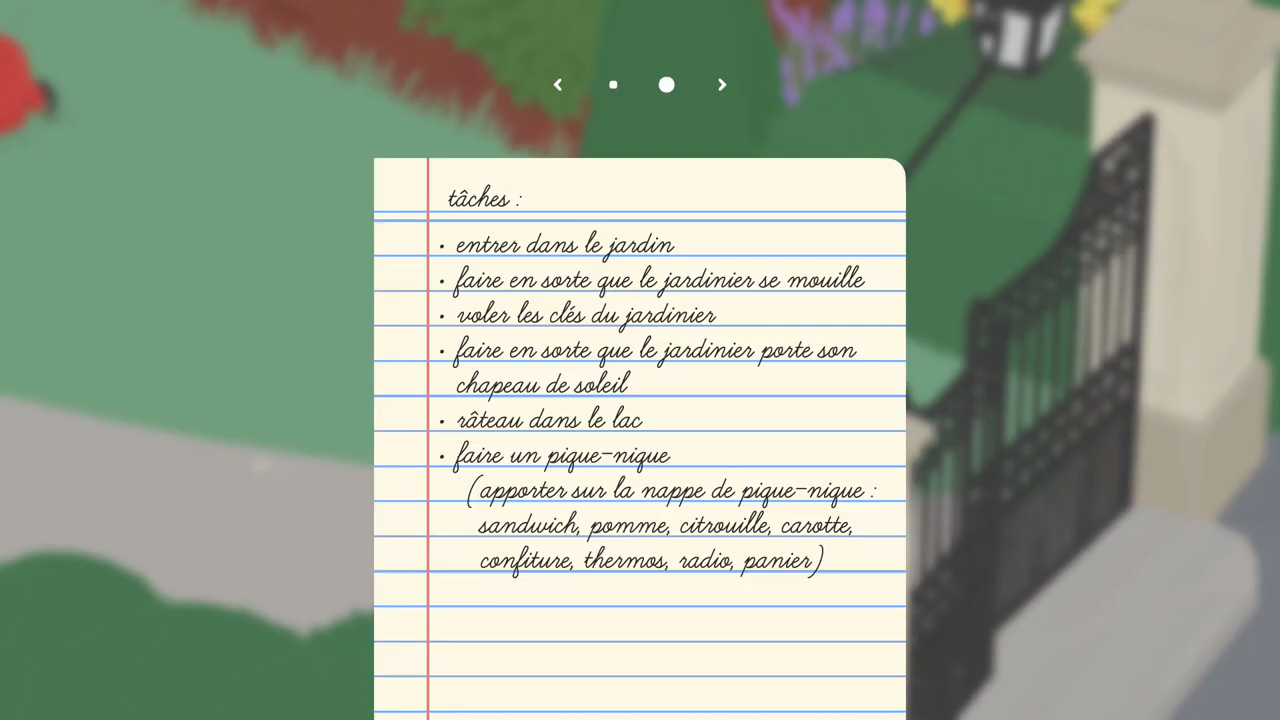 tâches :
• entrer dans le jardin
• faire en sorte que le jardinier se mouille
• voler les clés du jardinier
• faire en sorte que le jardinier porte son
chapeau de soleil
• râteau dans le lac
• faire un pique-nique
(apporter sur la nappe de pique-nique :
sandwich, pomme, citrouille, carotte,
confiture, thermos, radio, panier)